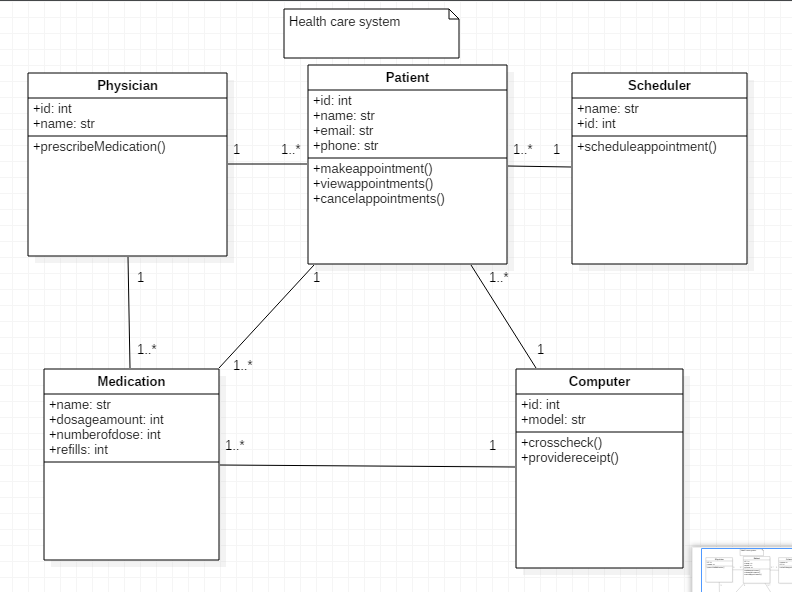 Health care system
Physician
+id: int
+name: str
+prescribeMedication()
1
1..*
Patient
+id: int
+name: str
+email: str
+phone: str
+makeappointment()
+viewappointments()
+cancelappointments()
1..*
1
Scheduler
+name: str
+id: int
+scheduleappointment()
1
1..*
1
1..*
1..*
1
Medication
+name: str
+dosageamount: int
+numberofdose: int
+refills: int
1..*
1
Computer
+id: int
+model: str
+crosscheck()
+providereceipt()